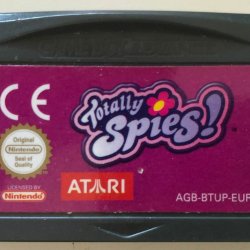 CE
Totally
Spies!
Original
Nintendo
Seal of
Quality
LICENSED BY
Nintendo
ATARI
AGB-BTUP-EUR